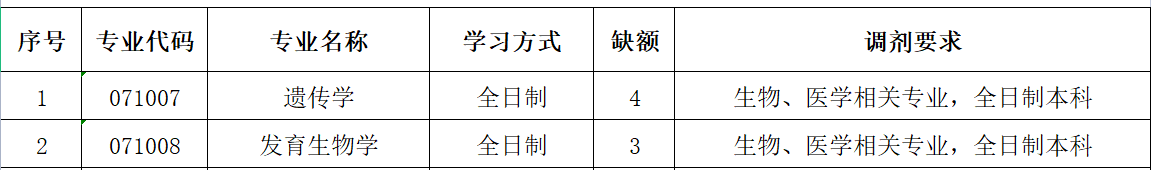 序号 专业代码 专业名称 学习方式 缺额 调剂要求
1 071007 遗传学 全日制 4 生物、医学相关专业，全日制本科
2 071008 发育生物学 全日制 3 生物、医学相关专业，全日制本科